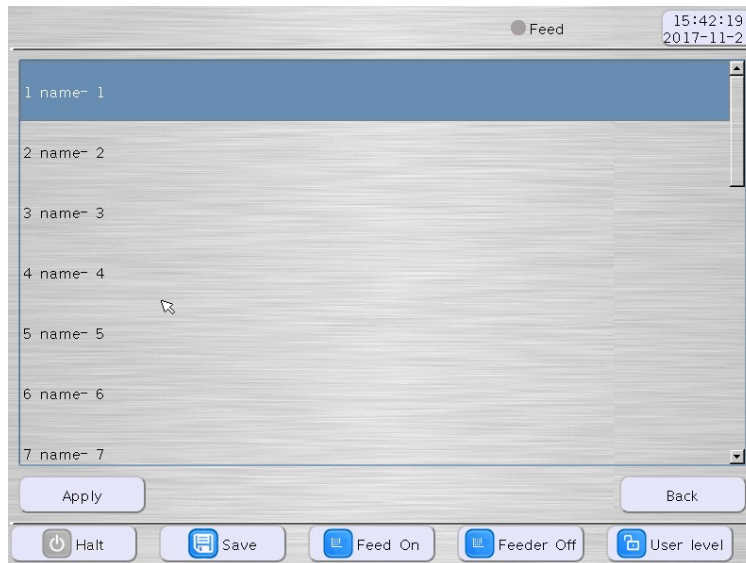 Feed
15:42:19
2017-11-2
1 name- 1
2 name- 2
3 name- 3
4 name- 4
5 name- 5
6 name- 6
7 name- 7
Apply
Back
Halt
Save
Feed On
Feeder Off
User level